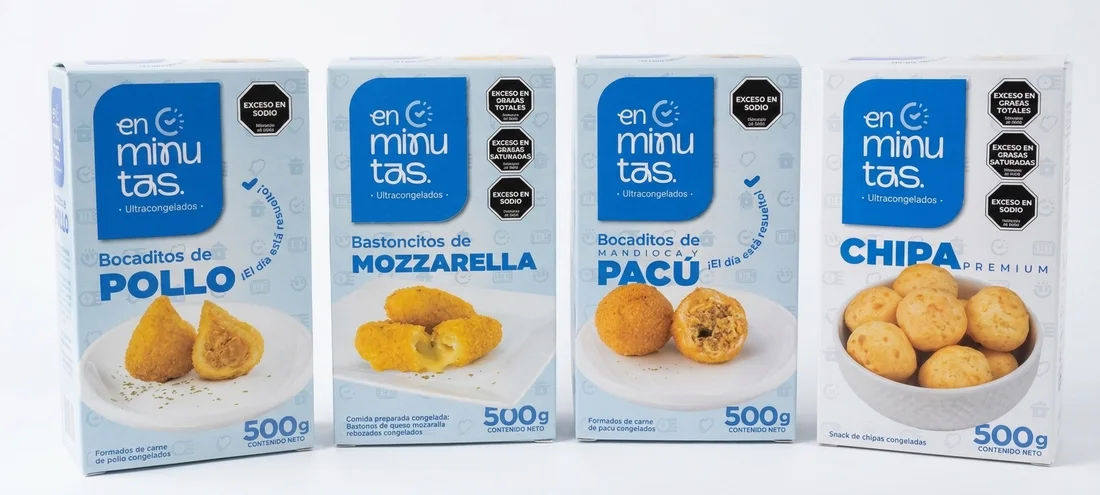 en
minu
tas.
· Ultracongelados ·
EXCESO EN
SODIO
¡El día está resuelto!
Bocaditos de
POLLO
Formados de carne
de pollo congelados
500g
CONTENIDO NETO
en
minu
tas.
· Ultracongelados ·
EXCESO EN
GRAAAS
TOTALES
EXCESO EN
GRASAS
SATURADAS
EXCESO EN
SODIO
Bastoncitos de
MOZZARELLA
Comida preparada congelada:
Bastones de queso mozaralla
rebozados congelados
500g
CONTENIDO NETO
en
minu
tas.
· Ultracongelados ·
EXCESO EN
SODIO
¡El día está resuelto!
Bocaditos de
MANDIOCA Y
PACÚ
Formados de carne
de pacu congelados
500g
CONTENIDO NETO
en
minu
tas.
· Ultracongelados ·
EXCESO EN
GRAEAS
TOTALES
EXCESO EN
GRASAS
SATURADAS
EXCESO EN
SODIO
CHIPA PREMIUM
Snack de chipas congeladas
500g
CONTENIDO NETO